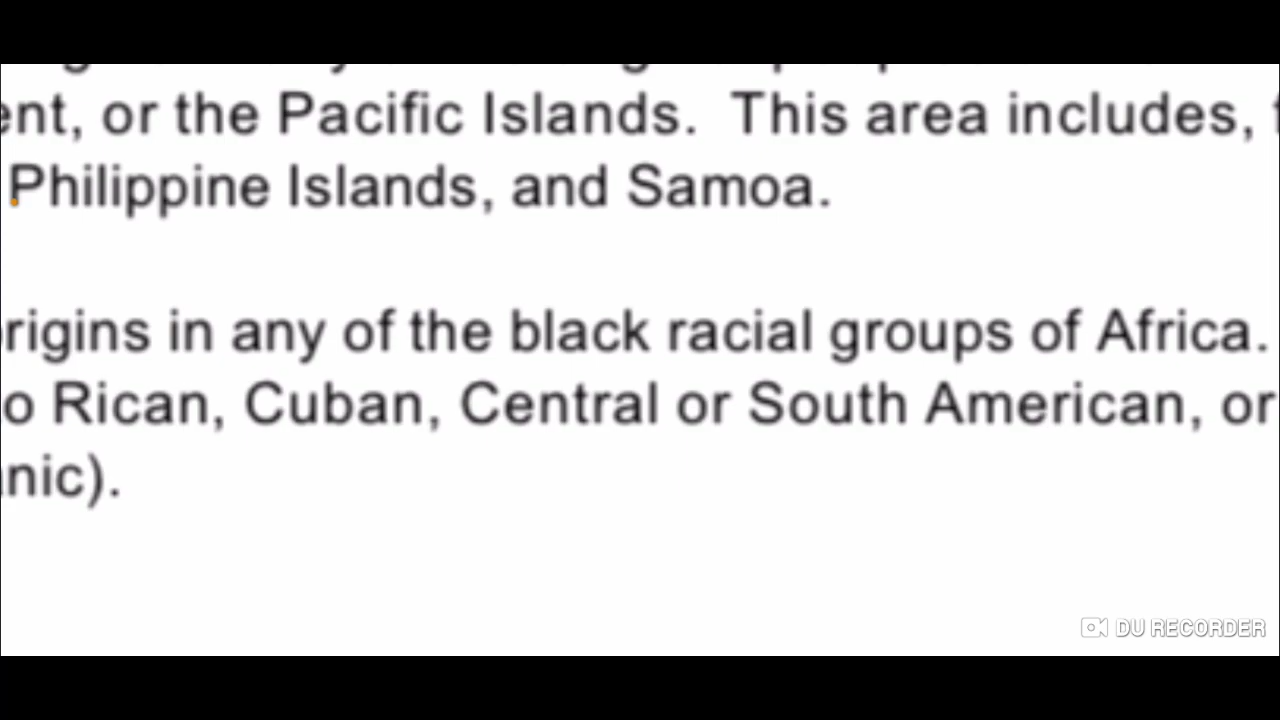 ent, or the Pacific Islands. This area includes,
Philippine Islands, and Samoa.
origins in any of the black racial groups of Africa.
o Rican, Cuban, Central or South American, or
nic).
DU RECORDER